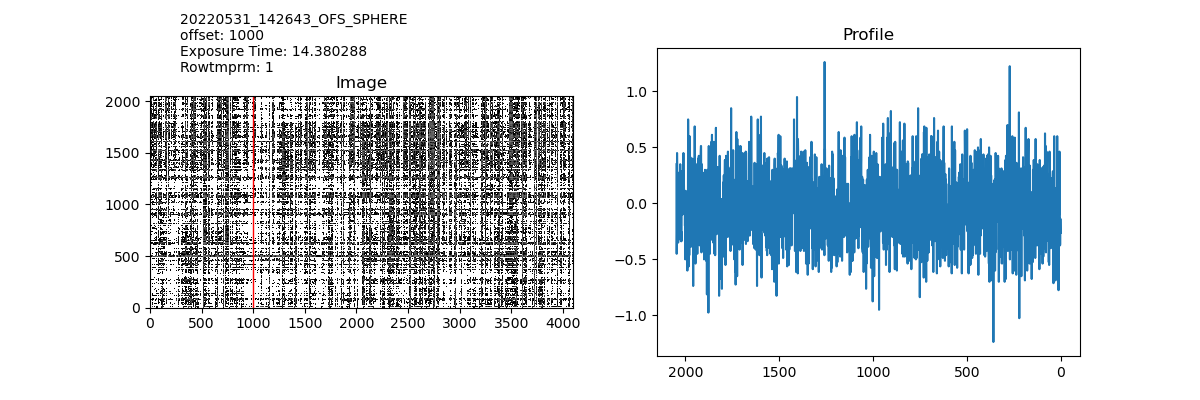 20220531_142643_OFS_SPHERE
offset: 1000
Exposure Time: 14.380288
Rowtmprm: 1
Image
2000
1500
1000
500
0
0 500 1000 1500 2000 2500 3000 3500 4000
Profile
1.0
0.5
0.0
−0.5
−1.0
2000 1500 1000 500 0